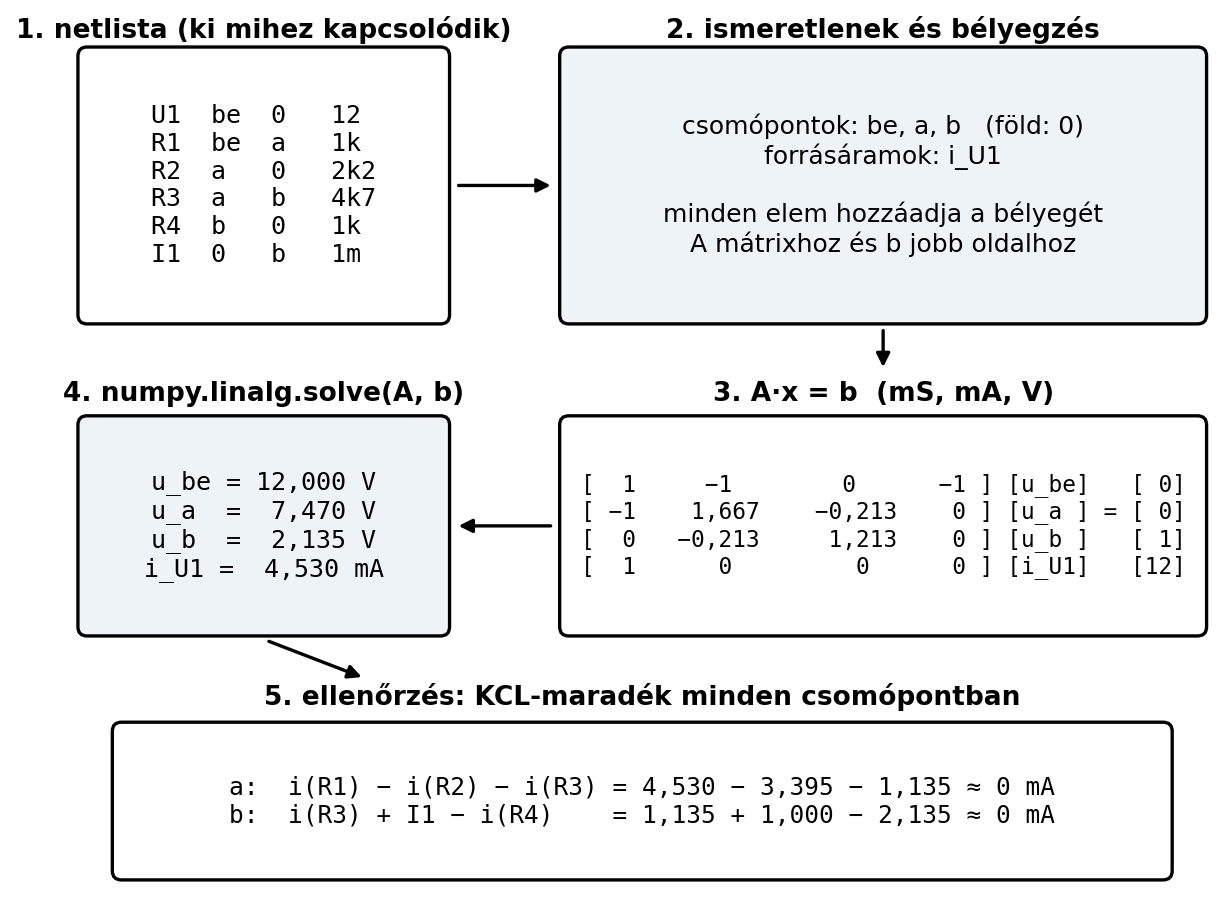 1. netlista (ki mihez kapcsolódik)
U1  be  0   12
R1  be  a   1k
R2  a   0   2k2
R3  a   b   4k7
R4  b   0   1k
I1  0   b   1m
2. ismeretlenek és bélyegzés
csomópontok: be, a, b   (föld: 0)
forrásáramok: i_U1
minden elem hozzáadja a bélyegét
A mátrixhoz és b jobb oldalhoz
3. A·x = b  (mS, mA, V)
[  1     −1        0      −1 ] [u_be]   [ 0]
[ −1    1,667    −0,213    0 ] [u_a ] = [ 0]
[  0   −0,213     1,213    0 ] [u_b ]   [ 1]
[  1      0         0      0 ] [i_U1]   [12]
4. numpy.linalg.solve(A, b)
u_be = 12,000 V
u_a  =  7,470 V
u_b  =  2,135 V
i_U1 =  4,530 mA
5. ellenőrzés: KCL-maradék minden csomópontban
a:  i(R1) − i(R2) − i(R3) = 4,530 − 3,395 − 1,135 ≈ 0 mA
b:  i(R3) + I1 − i(R4)    = 1,135 + 1,000 − 2,135 ≈ 0 mA